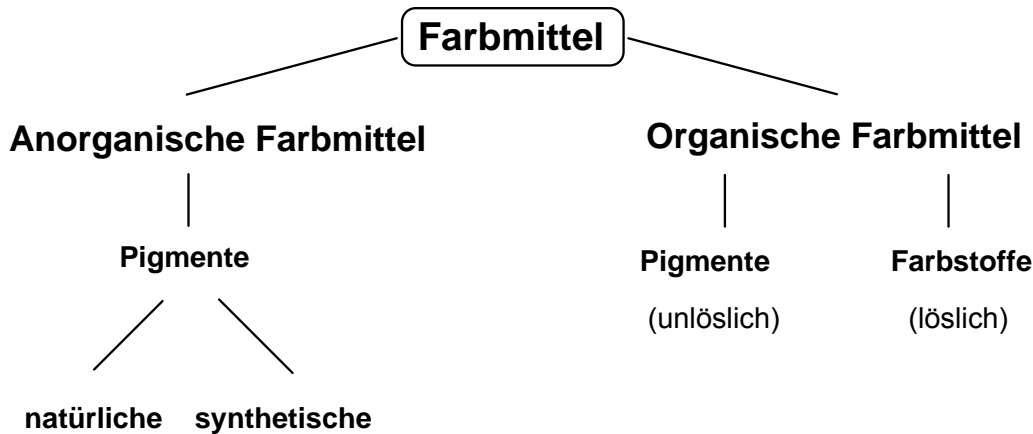 Farbmittel
Anorganische Farbmittel
Organische Farbmittel
Pigmente
Pigmente
Farbstoffe
(unlöslich)
(löslich)
natürliche
synthetische